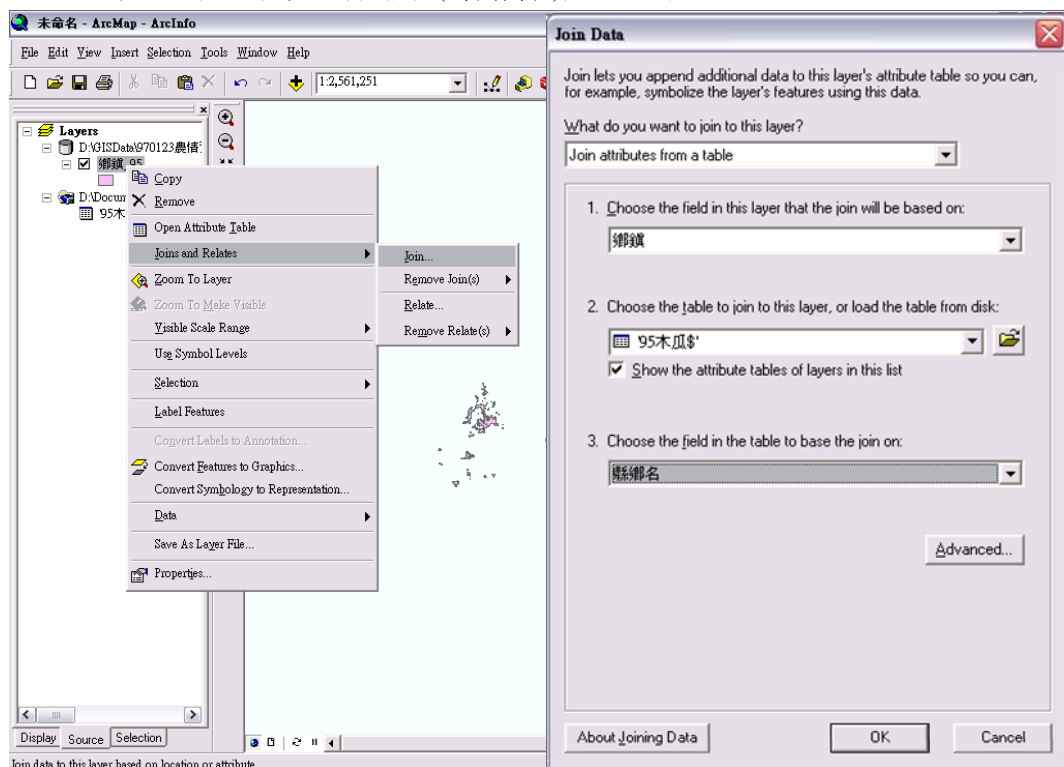 未命名 - ArcMap - ArcInfo
File Edit View Insert Selection Tools Window Help
1:2,561,251
Layers
D:\GISData\970123農情
鄉鎮_95
D:\Docum
'95木
Copy
Remove
Open Attribute Table
Joins and Relates
Zoom To Layer
Zoom To Make Visible
Visible Scale Range
Use Symbol Levels
Selection
Label Features
Convert Labels to Annotation...
Convert Features to Graphics...
Convert Symbology to Representation...
Data
Save As Layer File...
Properties...
Join...
Remove Join(s)
Relate...
Remove Relate(s)
Display Source Selection
Join data to this layer based on location or attribute
Join Data
Join lets you append additional data to this layer's attribute table so you can,
for example, symbolize the layer's features using this data.
What do you want to join to this layer?
Join attributes from a table
1. Choose the field in this layer that the join will be based on:
鄉鎮
2. Choose the table to join to this layer, or load the table from disk:
'95木瓜$'
Show the attribute tables of layers in this list
3. Choose the field in the table to base the join on:
縣鄉名
Advanced...
About Joining Data OK Cancel